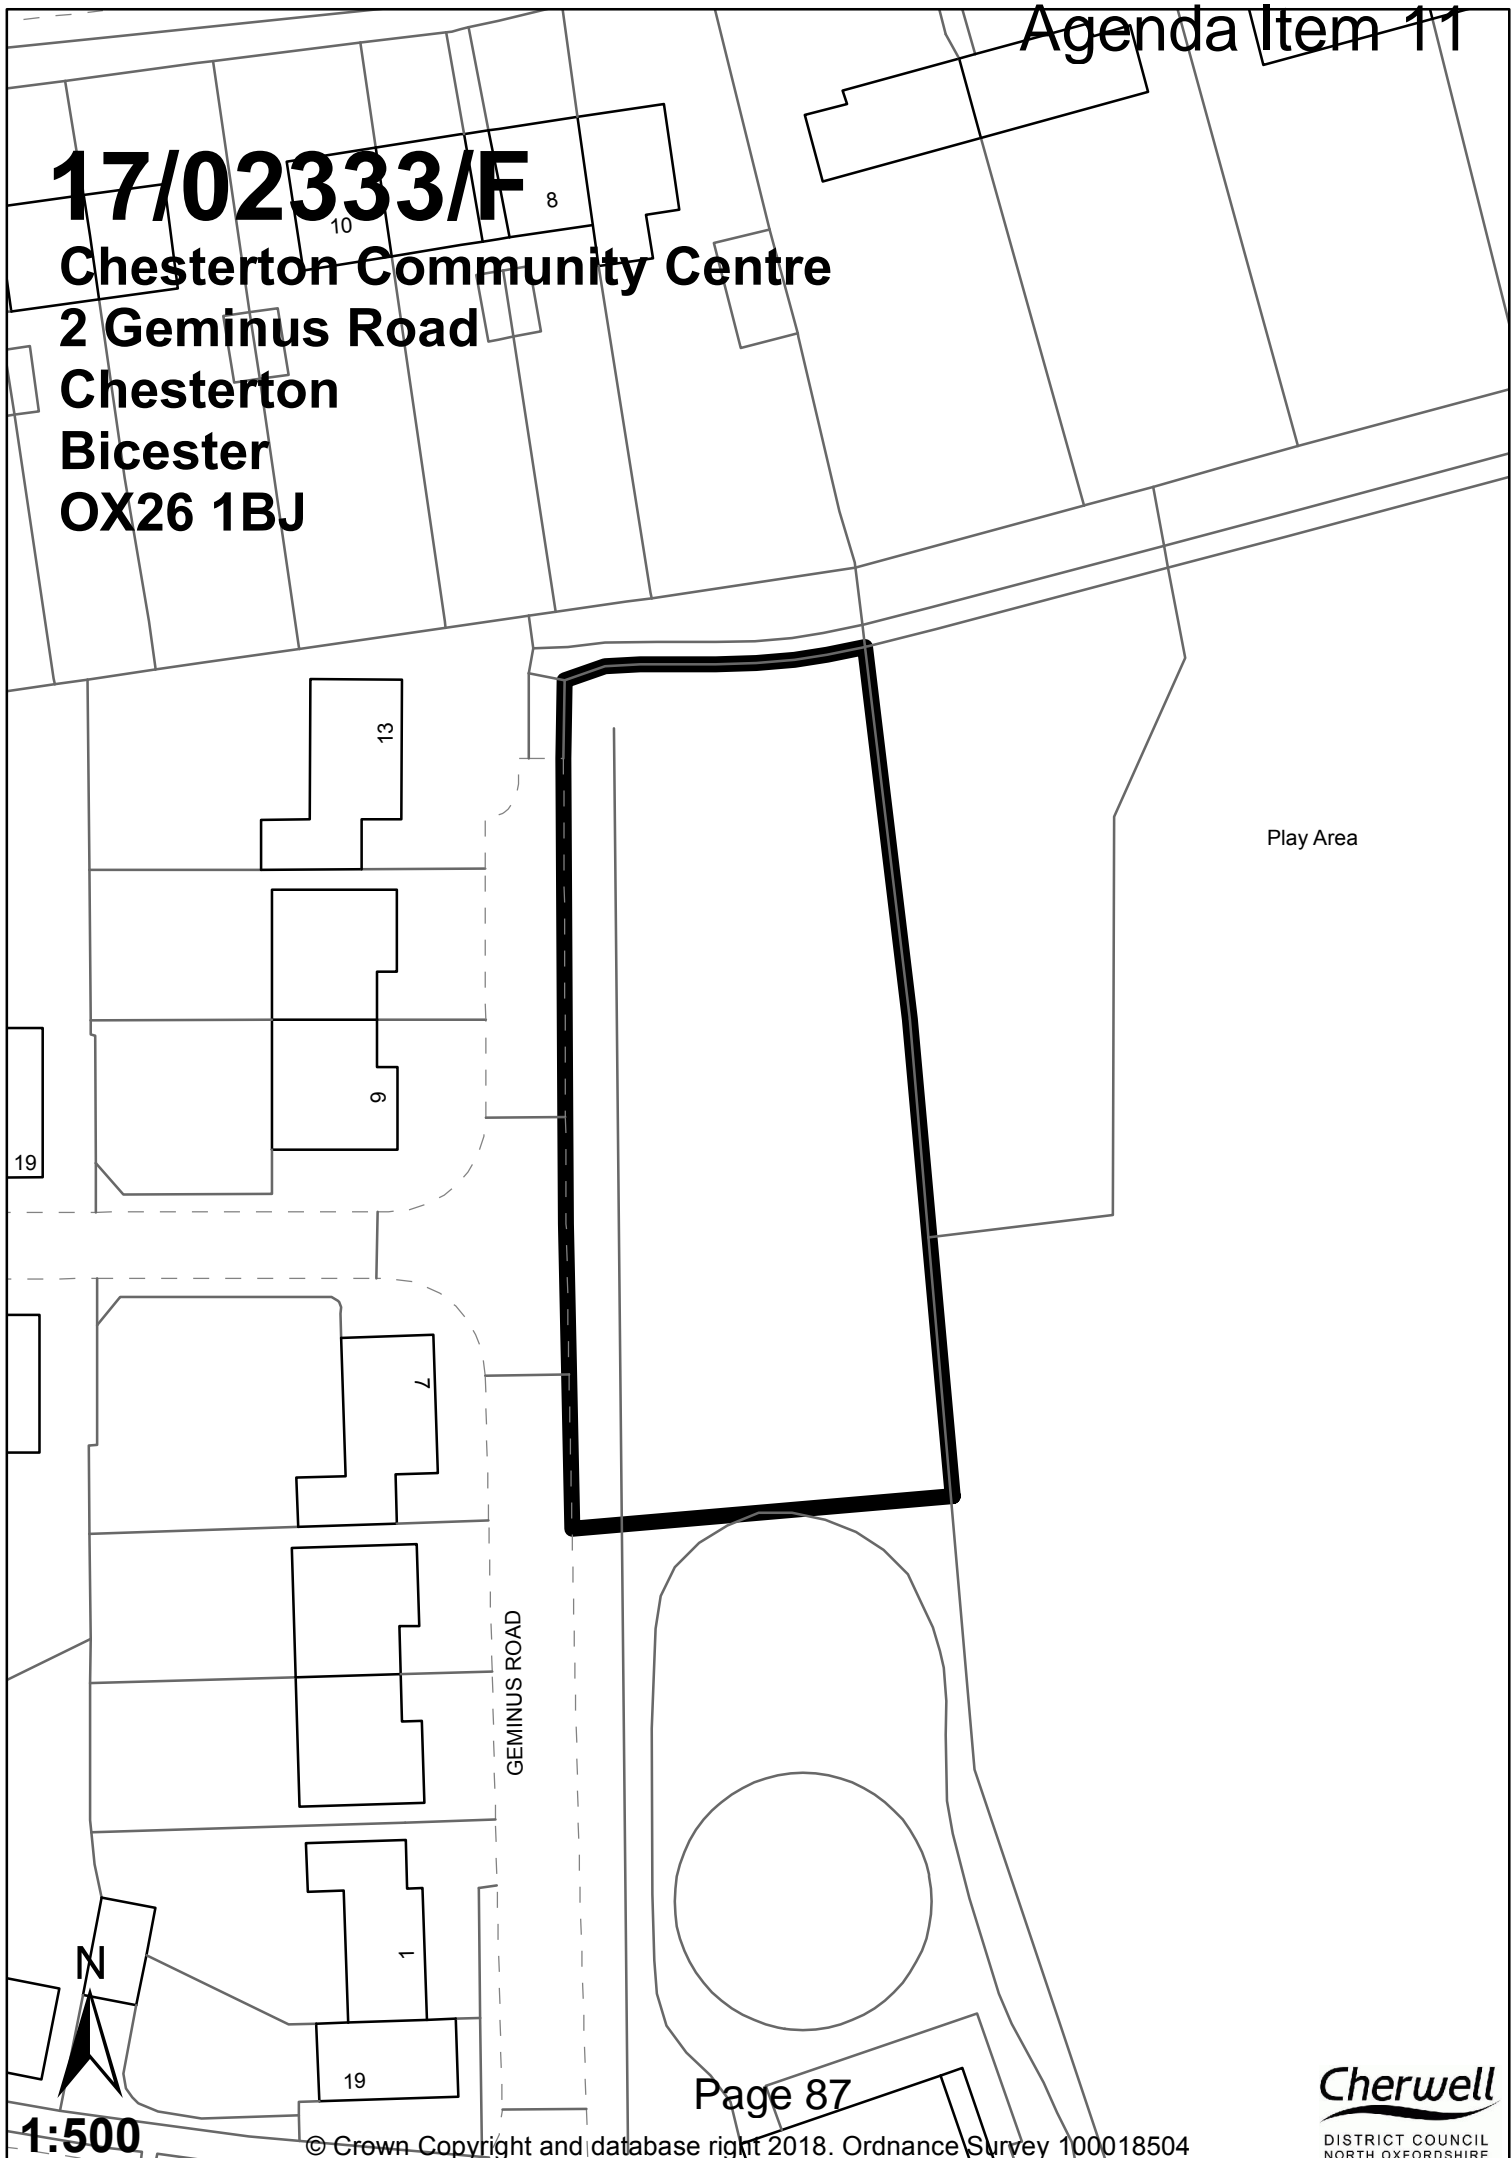 Agenda Item 11
17/02333/F
Chesterton Community Centre
2 Geminus Road
Chesterton
Bicester
OX26 1BJ
10
8
13
Play Area
9
19
7
GEMINUS ROAD
1
N
19
Page 87
1:500
© Crown Copyright and database right 2018. Ordnance Survey 100018504
Cherwell
DISTRICT COUNCIL
NORTH OXFORDSHIRE